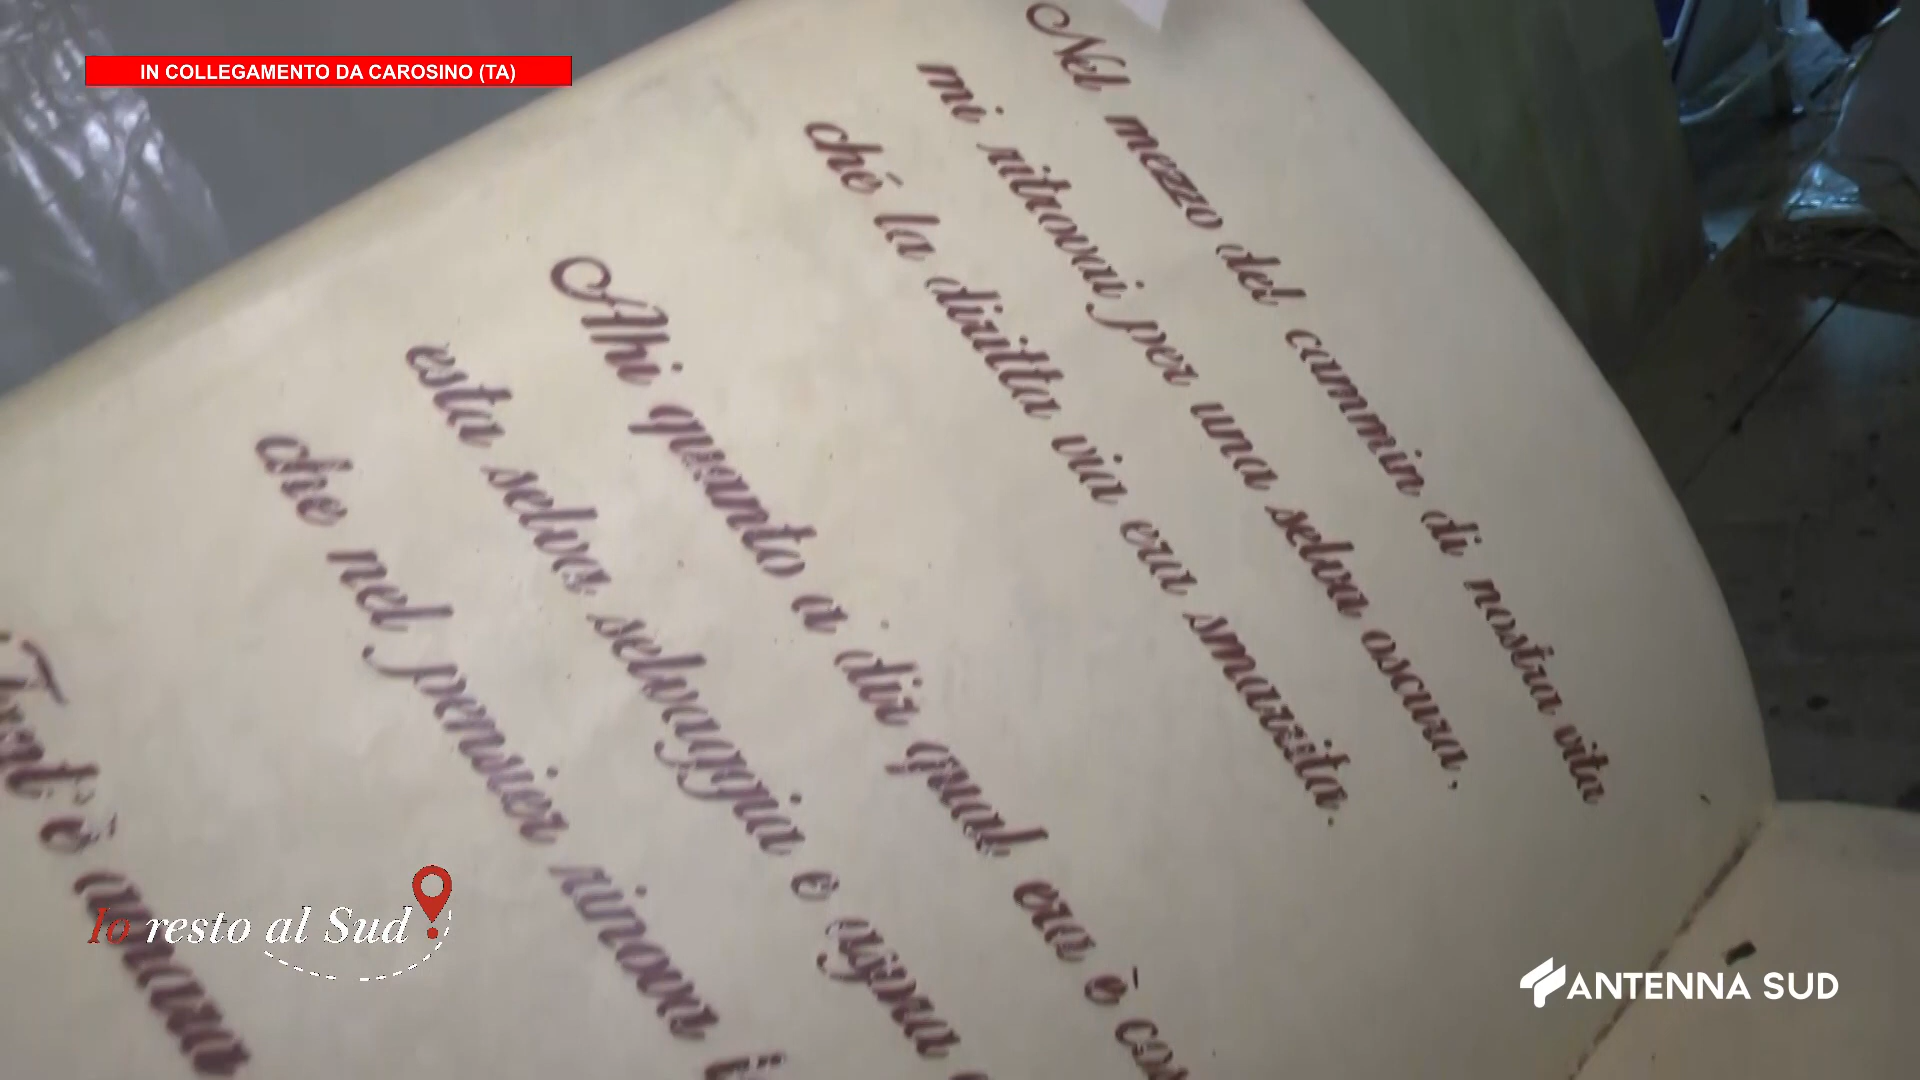 IN COLLEGAMENTO DA CAROSINO (TA)
Nel mezzo del cammin di nostra vita
mi ritrovai per una selva oscura,
ché la diritta via era smarrita.
Ahi quanto a dir qual era è cos
esta selva selvaggia e
che nel pensier rinova
Tant'è amara
Io resto al Sud
ANTENNA SUD